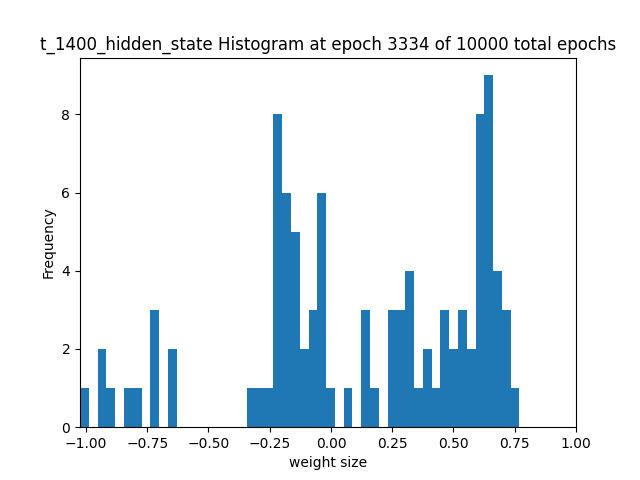 t_1400_hidden_state Histogram at epoch 3334 of 10000 total epochs
Frequency
8
6
4
2
0
−1.00 −0.75 −0.50 −0.25 0.00 0.25 0.50 0.75 1.00
weight size